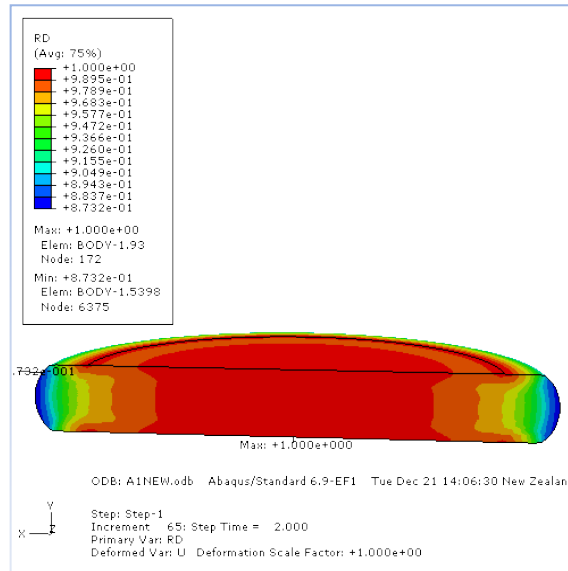 RD
(Avg: 75%)
+1.000e+00
+9.895e-01
+9.789e-01
+9.683e-01
+9.577e-01
+9.472e-01
+9.366e-01
+9.260e-01
+9.155e-01
+9.049e-01
+8.943e-01
+8.837e-01
+8.732e-01
Max: +1.000e+00
Elem: BODY-1.93
Node: 172
Min: +8.732e-01
Elem: BODY-1.5398
Node: 6375
.732e-001
Max: +1.000e+000
ODB: A1NEW.odb Abaqus/Standard 6.9-EF1 Tue Dec 21 14:06:30 New Zealan
Y
X
Z
Step: Step-1
Increment 65: Step Time = 2.000
Primary Var: RD
Deformed Var: U Deformation Scale Factor: +1.000e+00